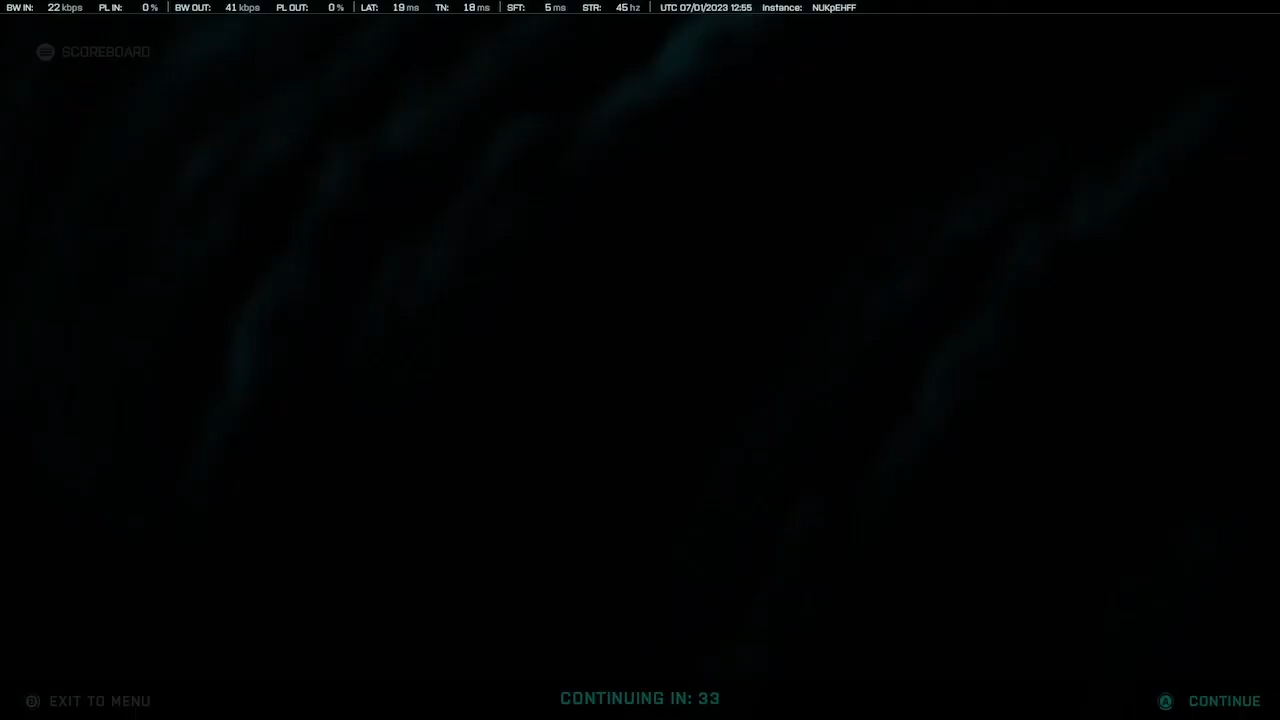 BW IN: 22 kbps PL IN: 0 % | BW OUT: 41 kbps PL OUT: 0 % | LAT: 19 ms TN: 18 ms | SFT: 5 ms STR: 45 hz | UTC 07/01/2023 12:55 Instance: NUKpEHFF
SCOREBOARD
B EXIT TO MENU
CONTINUING IN: 33
A CONTINUE